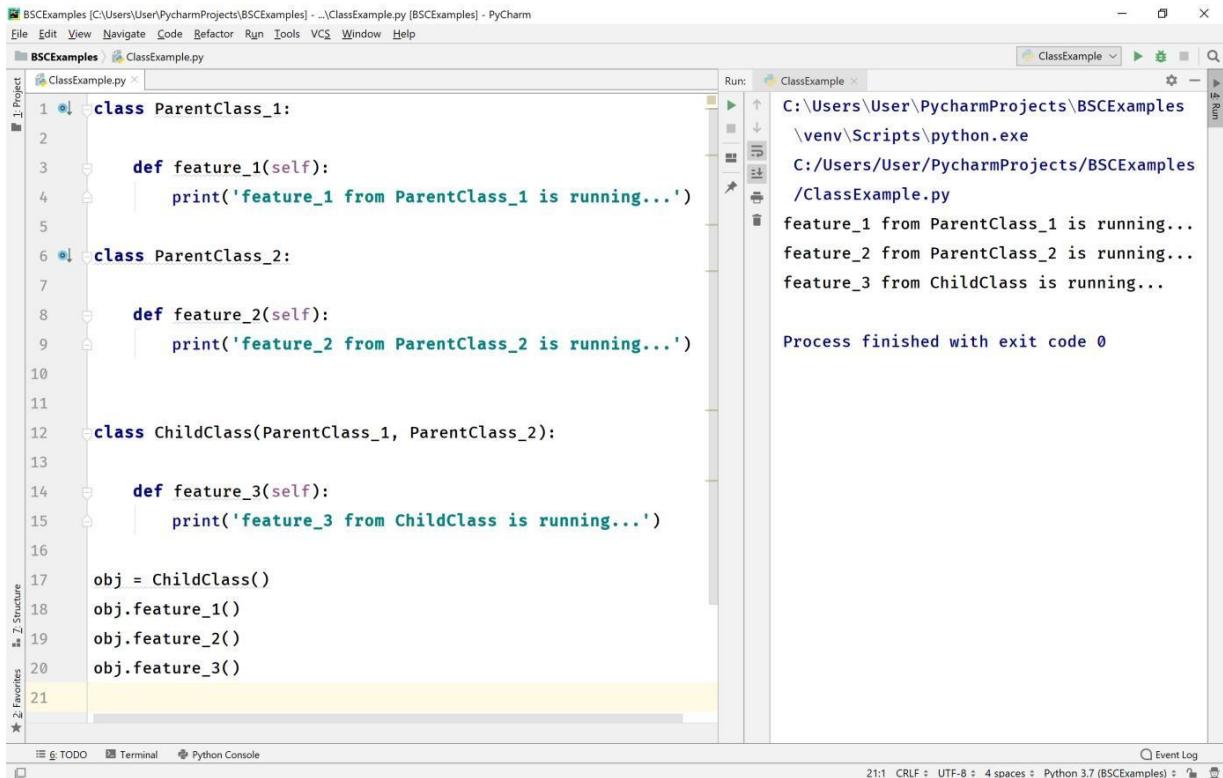 BSCExamples [C:\Users\User\PycharmProjects\BSCExamples] - ...\ClassExample.py [BSCExamples] - PyCharm
File Edit View Navigate Code Refactor Run Tools VCS Window Help
BSCExamples ClassExample.py
ClassExample
1: Project
ClassExample.py
1 class ParentClass_1:
2
3     def feature_1(self):
4         print('feature_1 from ParentClass_1 is running...')
5
6 class ParentClass_2:
7
8     def feature_2(self):
9         print('feature_2 from ParentClass_2 is running...')
10
11
12 class ChildClass(ParentClass_1, ParentClass_2):
13
14     def feature_3(self):
15         print('feature_3 from ChildClass is running...')
16
17 obj = ChildClass()
18 obj.feature_1()
19 obj.feature_2()
20 obj.feature_3()
21
7: Structure
2: Favorites
Run: ClassExample
4: Run
C:\Users\User\PycharmProjects\BSCExamples
\venv\Scripts\python.exe
C:/Users/User/PycharmProjects/BSCExamples
/ClassExample.py
feature_1 from ParentClass_1 is running...
feature_2 from ParentClass_2 is running...
feature_3 from ChildClass is running...
Process finished with exit code 0
6: TODO Terminal Python Console
Event Log
21:1 CRLF UTF-8 4 spaces Python 3.7 (BSCExamples)